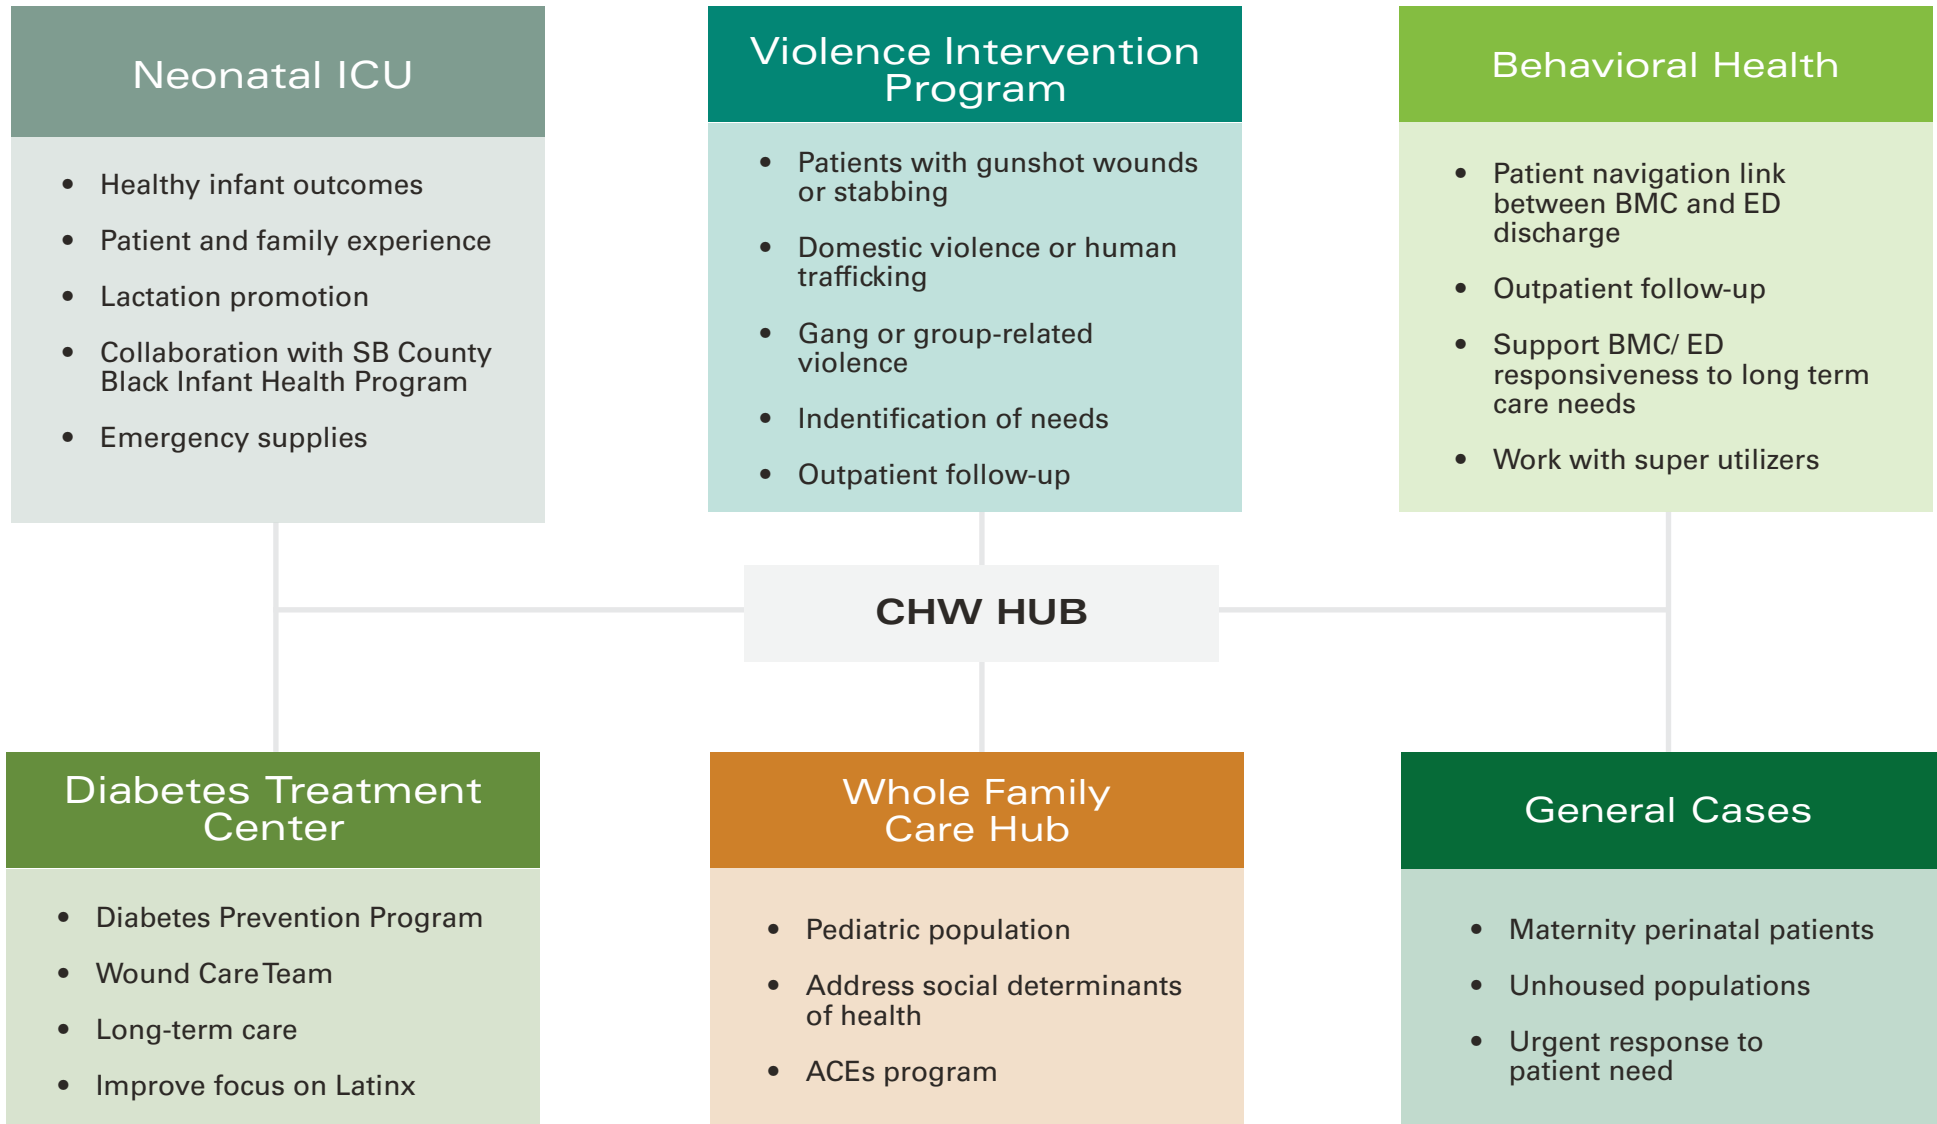 Neonatal ICU
• Healthy infant outcomes
• Patient and family experience
• Lactation promotion
• Collaboration with SB County
Black Infant Health Program
• Emergency supplies
Violence Intervention
Program
• Patients with gunshot wounds
or stabbing
• Domestic violence or human
trafficking
• Gang or group-related
violence
• Indentification of needs
• Outpatient follow-up
Behavioral Health
• Patient navigation link
between BMC and ED
discharge
• Outpatient follow-up
• Support BMC/ ED
responsiveness to long term
care needs
• Work with super utilizers
CHW HUB
Diabetes Treatment
Center
• Diabetes Prevention Program
• Wound Care Team
• Long-term care
• Improve focus on Latinx
Whole Family
Care Hub
• Pediatric population
• Address social determinants
of health
• ACEs program
General Cases
• Maternity perinatal patients
• Unhoused populations
• Urgent response to
patient need